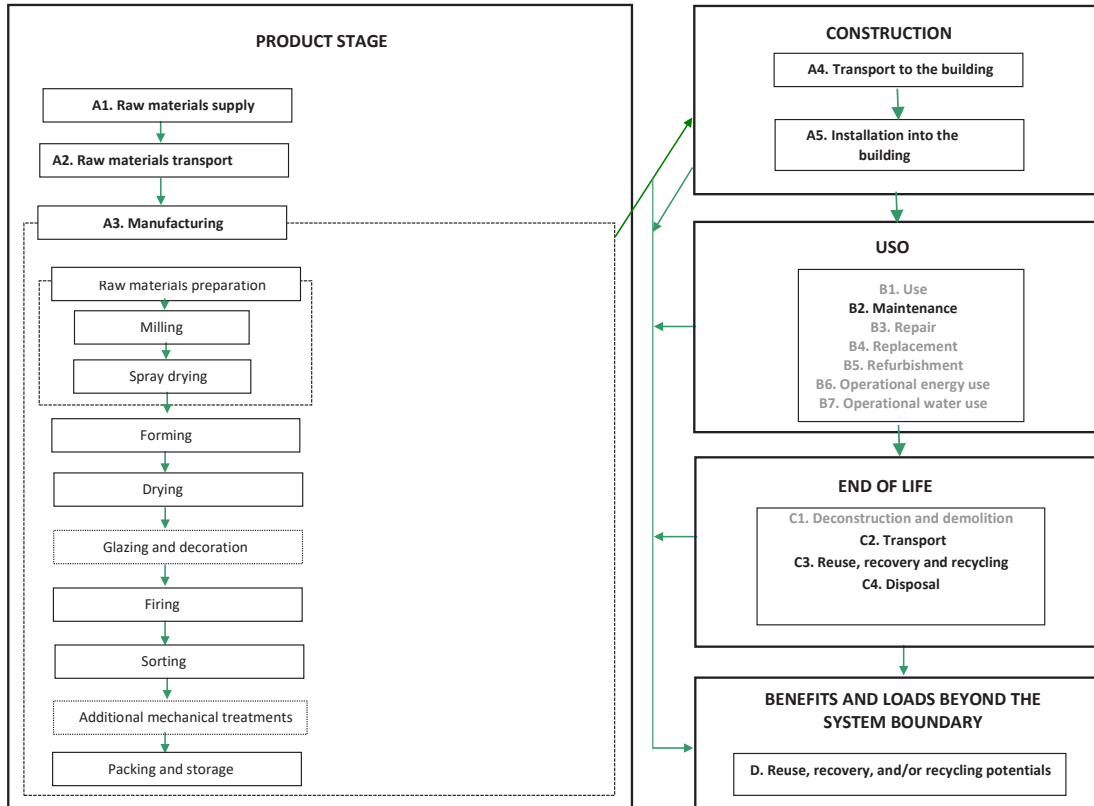 PRODUCT STAGE
A1. Raw materials supply
A2. Raw materials transport
A3. Manufacturing
Raw materials preparation
Milling
Spray drying
Forming
Drying
Glazing and decoration
Firing
Sorting
Additional mechanical treatments
Packing and storage
CONSTRUCTION
A4. Transport to the building
A5. Installation into the
building
USO
B1. Use
B2. Maintenance
B3. Repair
B4. Replacement
B5. Refurbishment
B6. Operational energy use
B7. Operational water use
END OF LIFE
C1. Deconstruction and demolition
C2. Transport
C3. Reuse, recovery and recycling
C4. Disposal
BENEFITS AND LOADS BEYOND THE
SYSTEM BOUNDARY
D. Reuse, recovery, and/or recycling potentials